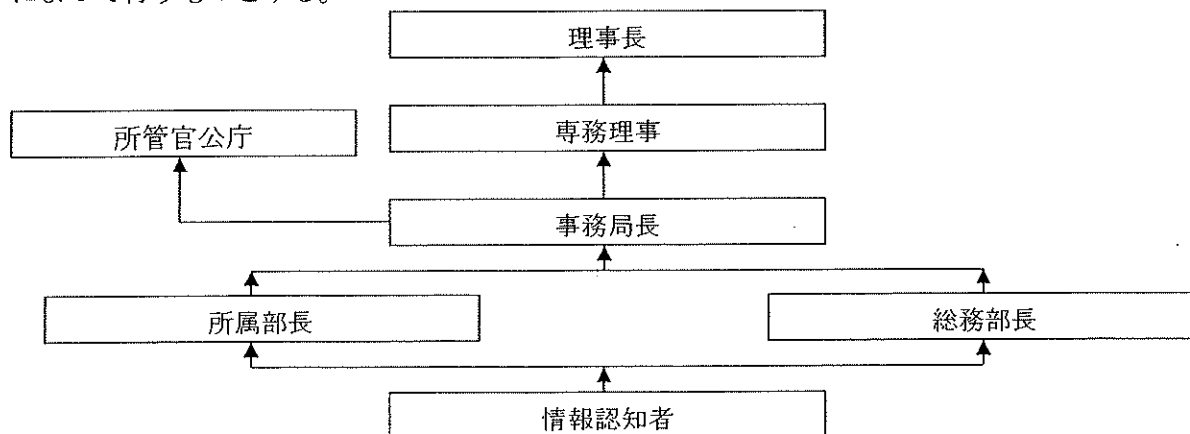 理事長
所管官公庁
専務理事
事務局長
所属部長
総務部長
情報認知者